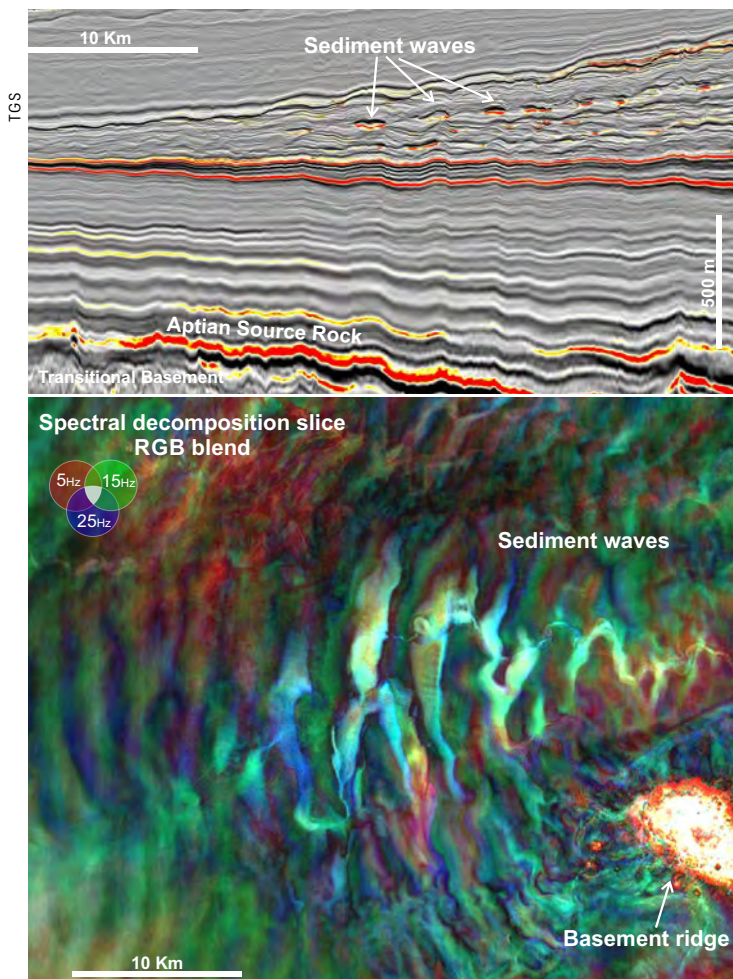 TGS
10 Km
Sediment waves
500 m
Aptian Source Rock
Transitional Basement
Spectral decomposition slice
RGB blend
5Hz
15Hz
25Hz
Sediment waves
Basement ridge
10 Km